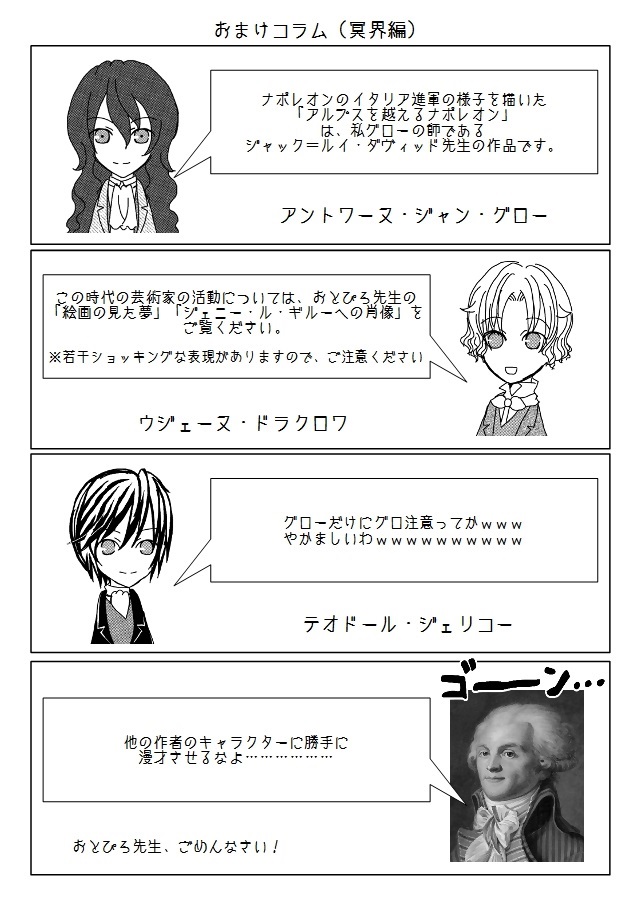 おまけコラム（冥界編）
ナポレオンのイタリア進軍の様子を描いた
「アルプスを越えるナポレオン」
は、私グローの師である
ジャック＝ルイ・ダヴィッド先生の作品です。
アントワーヌ・ジャン・グロー
この時代の芸術家の活動については、おとひろ先生の
「絵画の見た夢」「ジェニー・ル・ギルーへの肖像」を
ご覧ください。
※若干ショッキングな表現がありますので、ご注意ください
ウジェーヌ・ドラクロワ
グローだけにグロ注意ってかｗｗｗ
やかましいわｗｗｗｗｗｗｗｗｗｗ
テオドール・ジェリコー
ゴーーン…
他の作者のキャラクターに勝手に
漫才させるなよ……………
おとひろ先生、ごめんなさい！